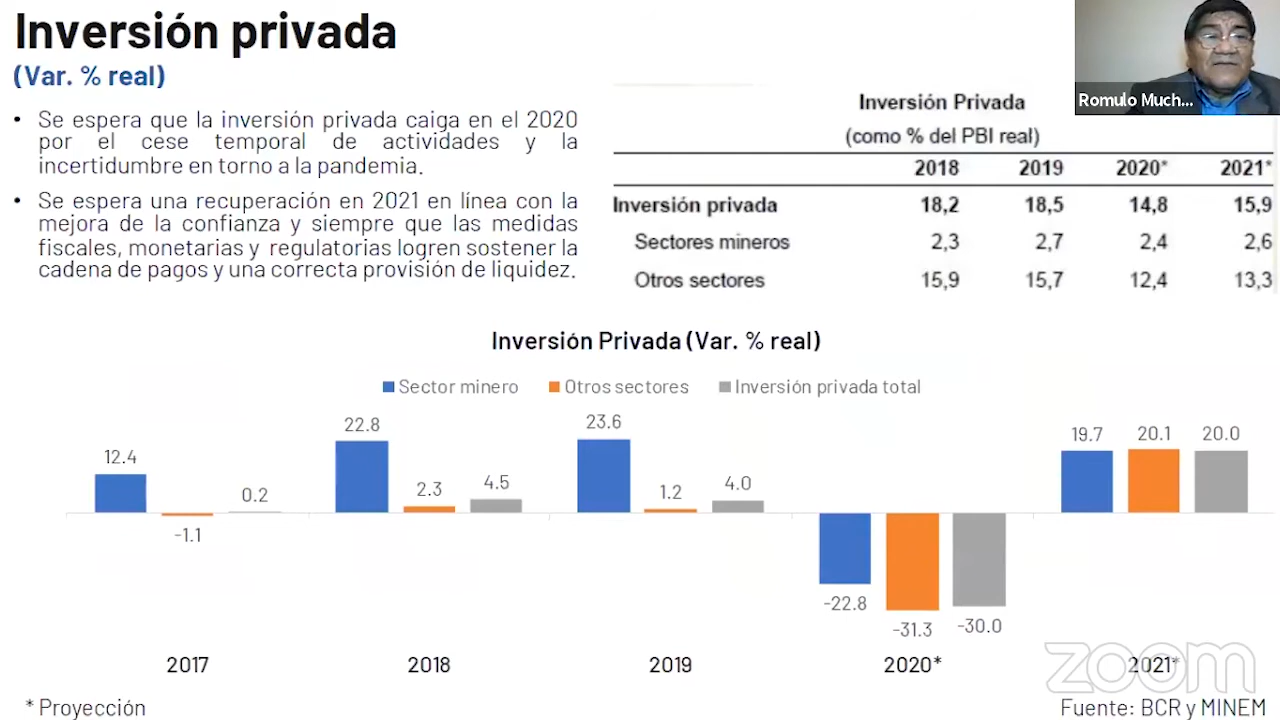 Inversión privada
(Var. % real)
• Se espera que la inversión privada caiga en el 2020
por el cese temporal de actividades y la
incertidumbre en torno a la pandemia.
• Se espera una recuperación en 2021 en línea con la
mejora de la confianza y siempre que las medidas
fiscales, monetarias y regulatorias logren sostener la
cadena de pagos y una correcta provisión de liquidez.
Romulo Much...
Inversión Privada
(como % del PBI real)
2018 2019 2020* 2021*
Inversión privada 18,2 18,5 14,8 15,9
Sectores mineros 2,3 2,7 2,4 2,6
Otros sectores 15,9 15,7 12,4 13,3
Inversión Privada (Var. % real)
Sector minero Otros sectores Inversión privada total
12.4 -1.1 0.2
22.8 2.3 4.5
23.6 1.2 4.0
-22.8 -31.3 -30.0
19.7 20.1 20.0
2017 2018 2019 2020* 2021*
zoom
* Proyección
Fuente: BCR y MINEM